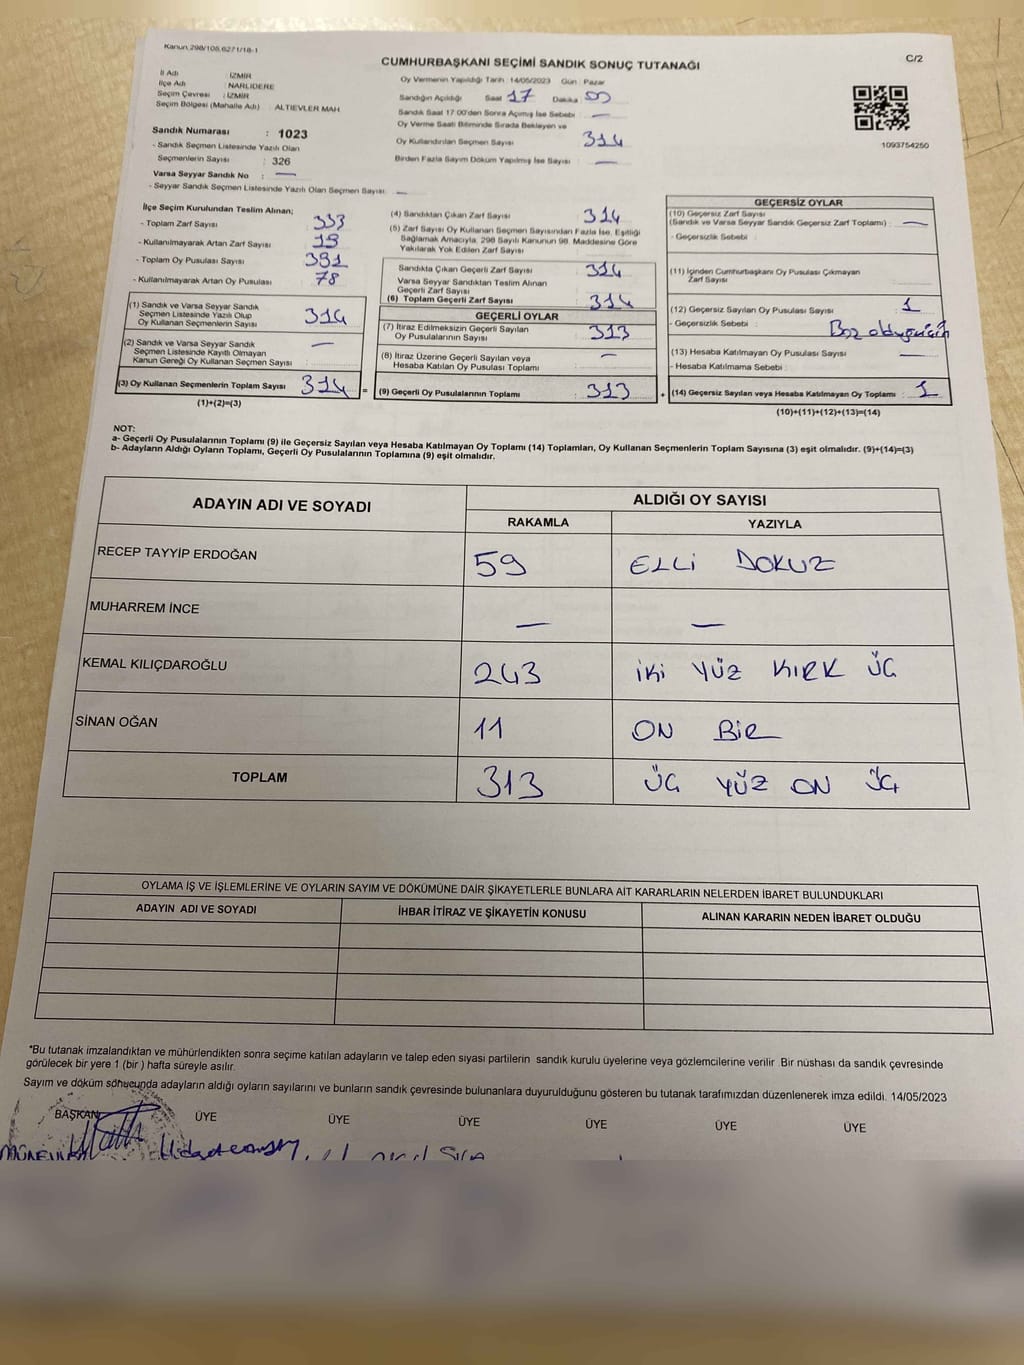 Kanun 298/105,6271/18-1
C/2
CUMHURBAŞKANI SEÇİMİ SANDIK SONUÇ TUTANAĞI
İl Adı : İZMİR
İlçe Adı : NARLIDERE
Seçim Çevresi : İZMİR
Seçim Bölgesi (Mahalle Adı) : ALTIEVLER MAH
Sandık Numarası : 1023
- Sandık Seçmen Listesinde Yazılı Olan
Seçmenlerin Sayısı : 326
Varsa Seyyar Sandık No : —
- Seyyar Sandık Seçmen Listesinde Yazılı Olan Seçmen Sayısı: —
Oy Vermenin Yapıldığı Tarih :14/05/2023 Gün : Pazar
Sandığın Açıldığı Saat 17 Dakika
Sandık Saat 17:00'den Sonra Açımış İse Sebebi : —
Oy Verme Saati Bitiminde Sırada Bekleyen ve
Oy Kullandırılan Seçmen Sayısı 314
Birden Fazla Sayım Döküm Yapılmış İse Sayısı : —
1093754250
İlçe Seçim Kurulundan Teslim Alınan;
- Toplam Zarf Sayısı : 333
- Kullanılmayarak Artan Zarf Sayısı : 19
- Toplam Oy Pusulası Sayısı : 391
- Kullanılmayarak Artan Oy Pusulası : 78
(1) Sandık ve Varsa Seyyar Sandık
Seçmen Listesinde Yazılı Olup
Oy Kullanan Seçmenlerin Sayısı : 314
(2) Sandık ve Varsa Seyyar Sandık
Seçmen Listesinde Kayıtlı Olmayan
Kanun Gereği Oy Kullanan Seçmen Sayısı : —
(3) Oy Kullanan Seçmenlerin Toplam Sayısı : 314 =
(1)+(2)=(3)
(4) Sandıktan Çıkan Zarf Sayısı : 314
(5) Zarf Sayısı Oy Kullanan Seçmen Sayısından Fazla İse, Eşitliği
Sağlamak Amacıyla, 298 Sayılı Kanunun 98. Maddesine Göre
Yakılarak Yok Edilen Zarf Sayısı :
Sandıkta Çıkan Geçerli Zarf Sayısı : 314
Varsa Seyyar Sandıktan Teslim Alınan
Geçerli Zarf Sayısı :
(6) Toplam Geçerli Zarf Sayısı : 314
GEÇERLİ OYLAR
(7) İtiraz Edilmeksizin Geçerli Sayılan
Oy Pusulalarının Sayısı : 313
(8) İtiraz Üzerine Geçerli Sayılan veya
Hesaba Katılan Oy Pusulası Toplamı : —
(9) Geçerli Oy Pusulalarının Toplamı : 313 +
GEÇERSİZ OYLAR
(10) Geçersiz Zarf Sayısı
(Sandık ve Varsa Seyyar Sandık Geçersiz Zarf Toplamı) : —
- Geçersizlik Sebebi :
(11) İçinden Cumhurbaşkanı Oy Pusulası Çıkmayan
Zarf Sayısı :
(12) Geçersiz Sayılan Oy Pusulası Sayısı : 1
- Geçersizlik Sebebi : Boz olduğu için
(13) Hesaba Katılmayan Oy Pusulası Sayısı : —
- Hesaba Katılmama Sebebi :
(14) Geçersiz Sayılan veya Hesaba Katılmayan Oy Toplamı : 1
(10)+(11)+(12)+(13)=(14)
NOT:
a- Geçerli Oy Pusulalarının Toplamı (9) ile Geçersiz Sayılan veya Hesaba Katılmayan Oy Toplamı (14) Toplamları, Oy Kullanan Seçmenlerin Toplam Sayısına (3) eşit olmalıdır. (9)+(14)=(3)
b- Adayların Aldığı Oyların Toplamı, Geçerli Oy Pusulalarının Toplamına (9) eşit olmalıdır.
ADAYIN ADI VE SOYADI
ALDIĞI OY SAYISI
RAKAMLA YAZIYLA
RECEP TAYYİP ERDOĞAN 59 ELLİ DOKUZ
MUHARREM İNCE — —
KEMAL KILIÇDAROĞLU 243 İKİ YÜZ KIRK ÜÇ
SİNAN OĞAN 11 ON BİR
TOPLAM 313 ÜÇ YÜZ ON ÜÇ
OYLAMA İŞ VE İŞLEMLERİNE VE OYLARIN SAYIM VE DÖKÜMÜNE DAİR ŞİKAYETLERLE BUNLARA AİT KARARLARIN NELERDEN İBARET BULUNDUKLARI
ADAYIN ADI VE SOYADI İHBAR İTİRAZ VE ŞİKAYETİN KONUSU ALINAN KARARIN NEDEN İBARET OLDUĞU
*Bu tutanak imzalandıktan ve mühürlendikten sonra seçime katılan adayların ve talep eden siyasi partilerin sandık kurulu üyelerine veya gözlemcilerine verilir. Bir nüshası da sandık çevresinde
görülecek bir yere 1 (bir ) hafta süreyle asılır.
Sayım ve döküm sonucunda adayların aldığı oyların sayılarını ve bunların sandık çevresinde bulunanlara duyurulduğunu gösteren bu tutanak tarafımızdan düzenlenerek imza edildi. 14/05/2023
BAŞKAN ÜYE ÜYE ÜYE ÜYE ÜYE ÜYE